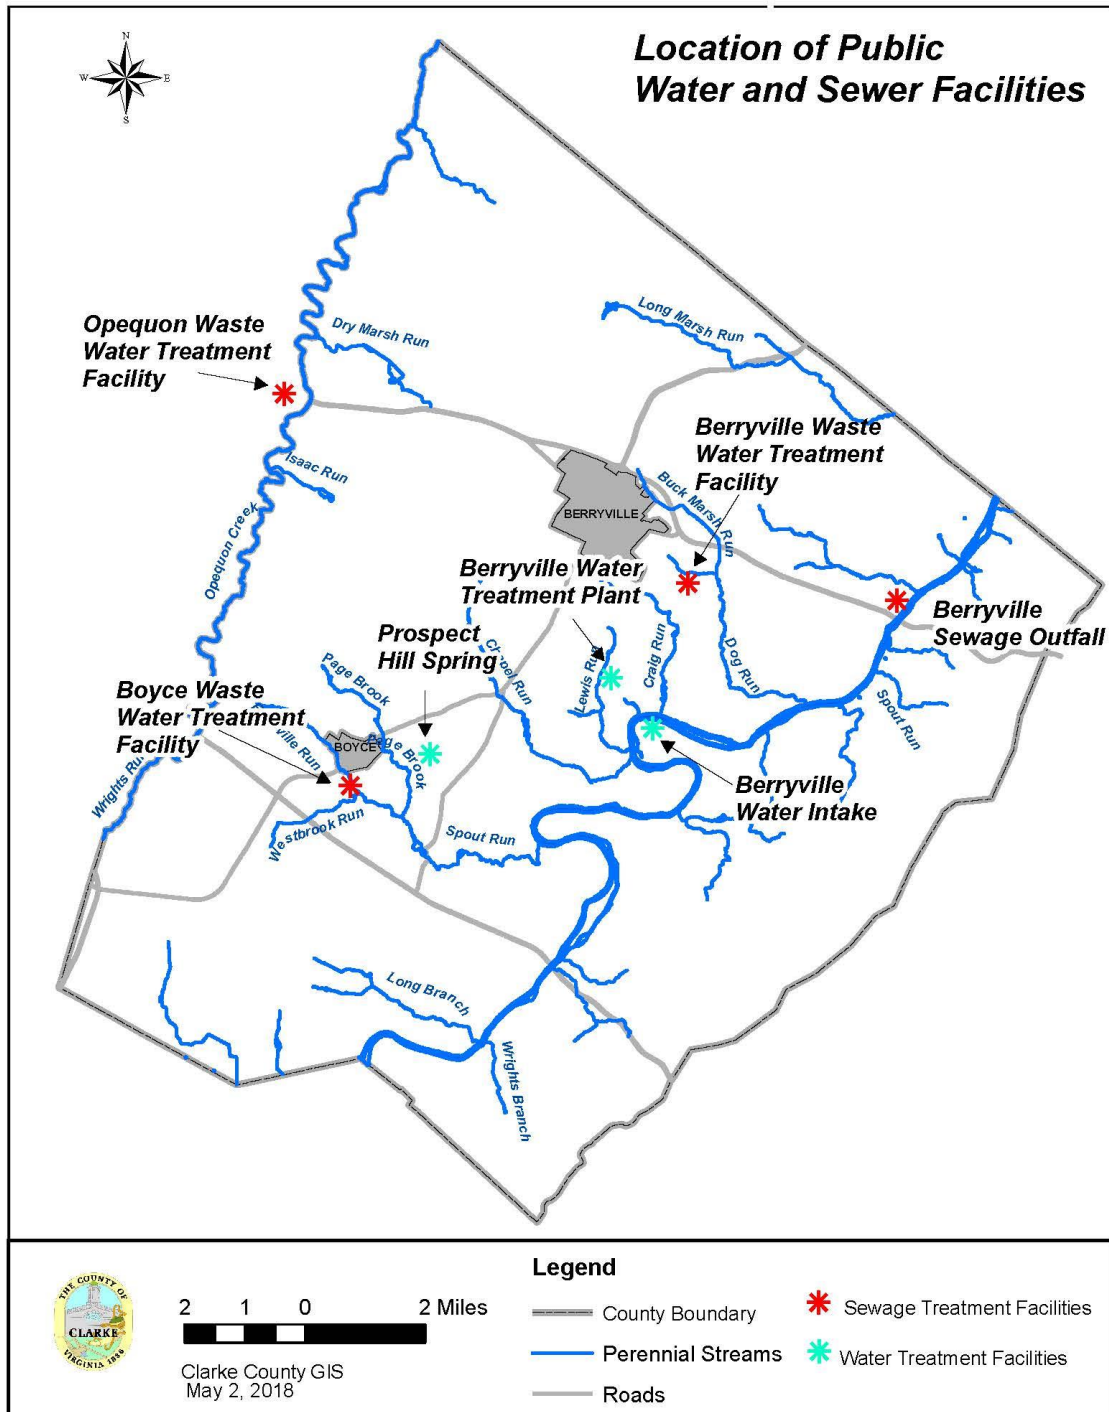 Location of Public
Water and Sewer Facilities
N
W
E
S
Long Marsh Run
Opequon Waste
Water Treatment
Facility
Dry Marsh Run
Berryville Waste
Water Treatment
Facility
Isaac Run
Buck Marsh Run
BERRYVILLE
Opequon Creek
Berryville Water
Treatment Plant
Berryville
Sewage Outfall
Prospect
Hill Spring
Chapel Run
Craig Run
Lewis Run
Dog Run
Spout Run
Page Brook
Boyce Waste
Water Treatment
Facility
Run
BOYCE
Page Brook
Wrights Run
Berryville
Water Intake
Westbrook Run
Spout Run
Long Branch
Wrights Branch
THE COUNTY OF
CLARKE
VIRGINIA 1836
2 1 0 2 Miles
Clarke County GIS
May 2, 2018
Legend
County Boundary
Perennial Streams
Roads
Sewage Treatment Facilities
Water Treatment Facilities